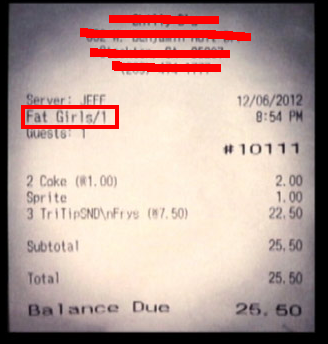 Server: JEFF 12/06/2012
Fat Girls/1 8:54 PM
Guests: 1
#10111
2 Coke (@1.00) 2.00
Sprite 1.00
3 TriTipSND\nFrys (@7.50) 22.50
Subtotal 25.50
Total 25.50
Balance Due 25.50